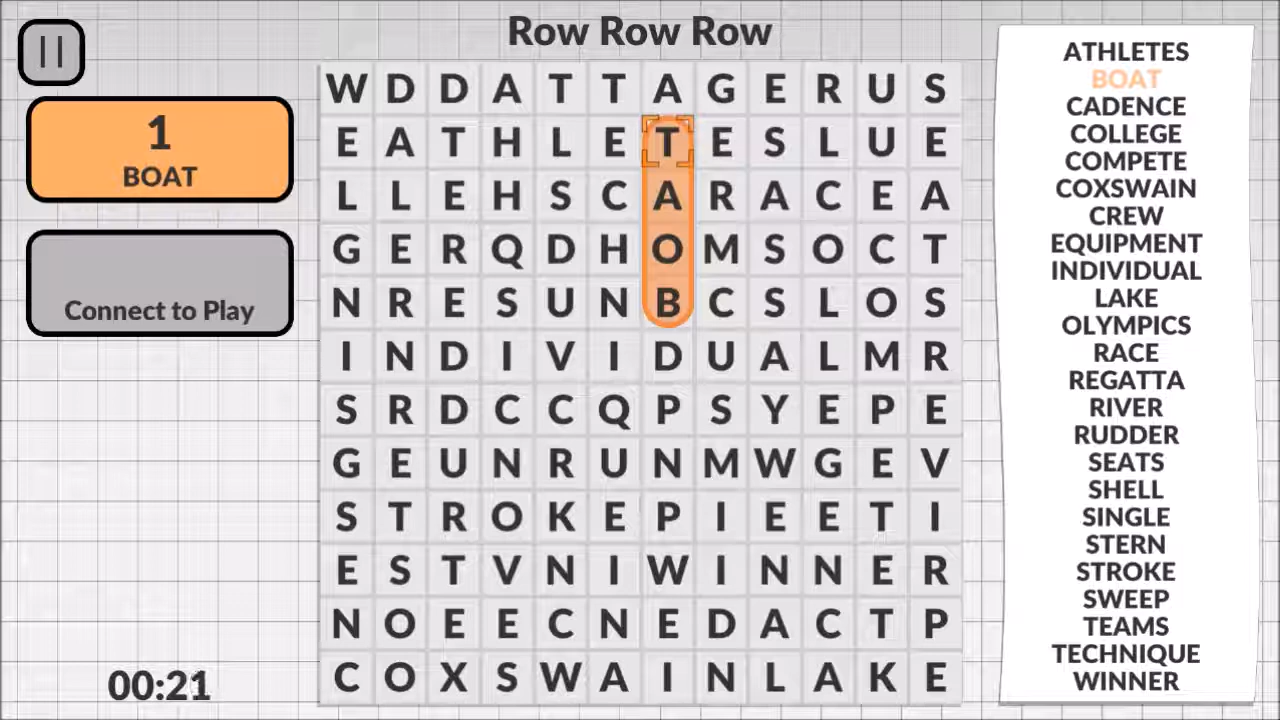 Row Row Row
1
BOAT
Connect to Play
00:21
W D D A T T A G E R U S
E A T H L E T E S L U E
L L E H S C A R A C E A
G E R Q D H O M S O C T
N R E S U N B C S L O S
I N D I V I D U A L M R
S R D C C Q P S Y E P E
G E U N R U N M W G E V
S T R O K E P I E E T I
E S T V N I W I N N E R
N O E E C N E D A C T P
C O X S W A I N L A K E
ATHLETES
BOAT
CADENCE
COLLEGE
COMPETE
COXSWAIN
CREW
EQUIPMENT
INDIVIDUAL
LAKE
OLYMPICS
RACE
REGATTA
RIVER
RUDDER
SEATS
SHELL
SINGLE
STERN
STROKE
SWEEP
TEAMS
TECHNIQUE
WINNER